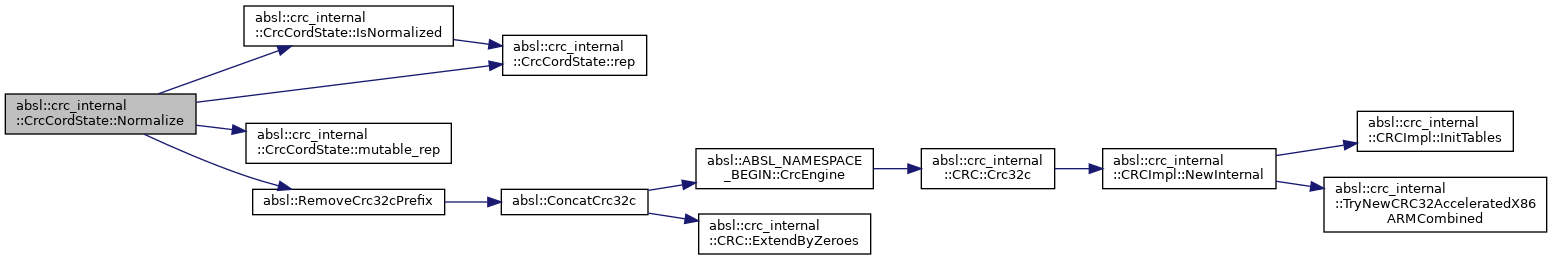 absl::crc_internal
::CrcCordState::Normalize
absl::crc_internal
::CrcCordState::IsNormalized
absl::crc_internal
::CrcCordState::rep
absl::crc_internal
::CrcCordState::mutable_rep
absl::RemoveCrc32cPrefix
absl::ConcatCrc32c
absl::ABSL_NAMESPACE
_BEGIN::CrcEngine
absl::crc_internal
::CRC::ExtendByZeroes
absl::crc_internal
::CRC::Crc32c
absl::crc_internal
::CRCImpl::NewInternal
absl::crc_internal
::CRCImpl::InitTables
absl::crc_internal
::TryNewCRC32AcceleratedX86
ARMCombined